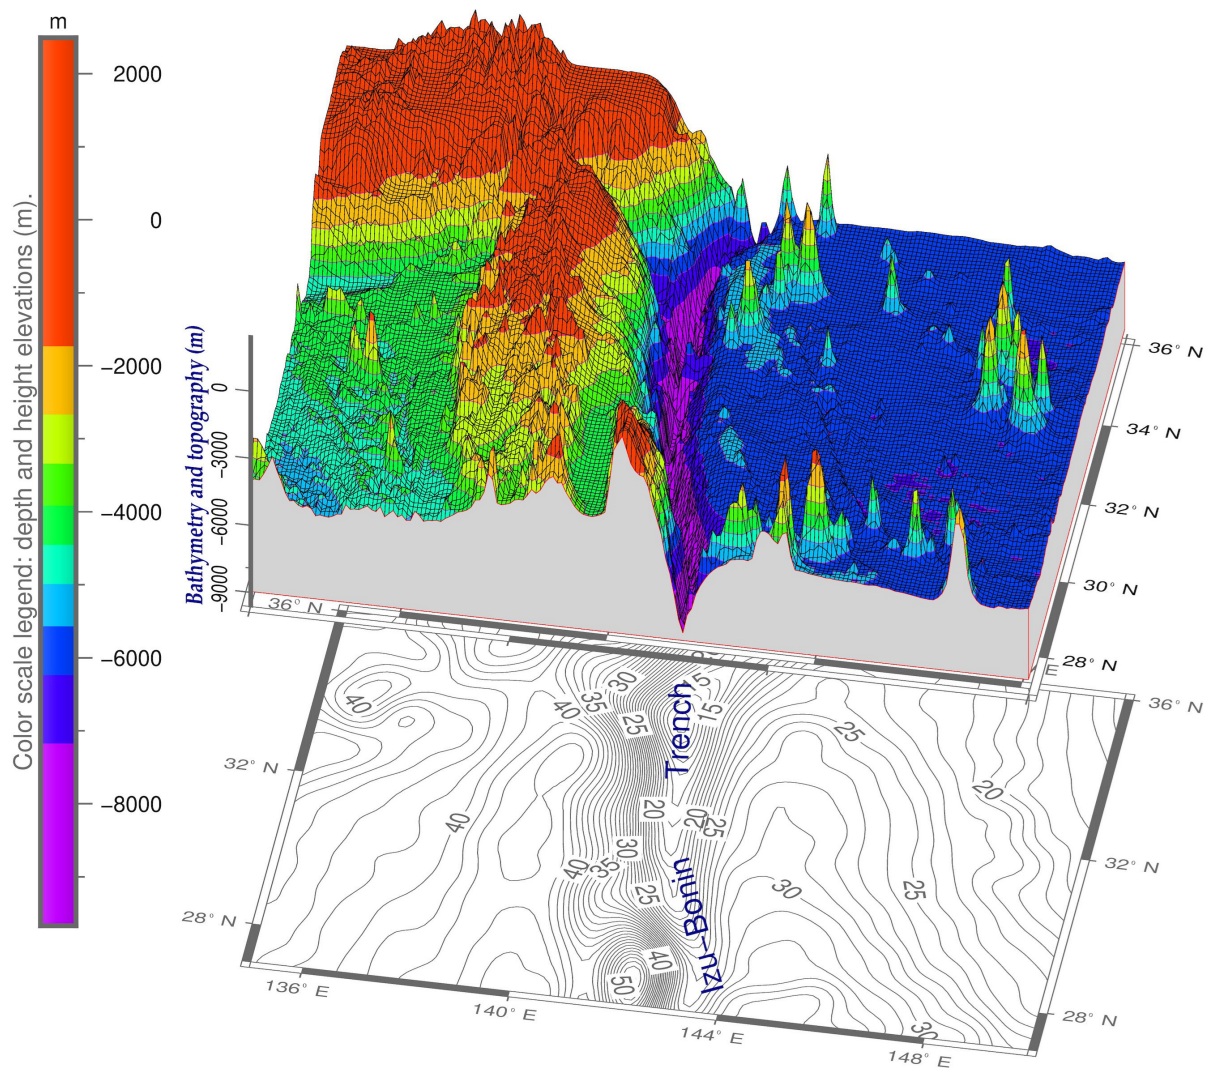 m
2000
0
−2000
−4000
−6000
−8000
Color scale legend: depth and height elevations (m).
Bathymetry and topography (m)
0
−3000
−6000
−9000
36° N
34° N
32° N
30° N
28° N
E
36° N
36° N
32° N
28° N
136° E
140° E
144° E
148° E
32° N
28° N
40
40
40
35
30
25
15
15
25
20
20
20
25
30
40
35
25
30
25
40
50
30
Izu−Bonin
Trench